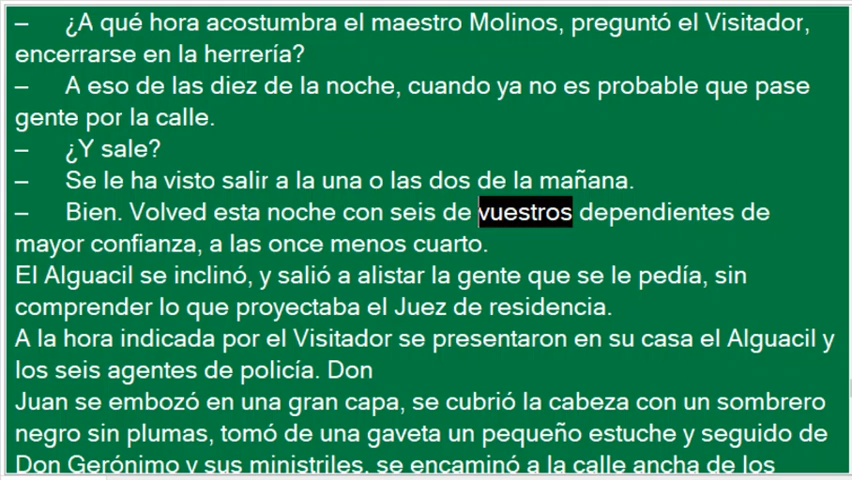 – ¿A qué hora acostumbra el maestro Molinos, preguntó el Visitador,
encerrarse en la herrería?
– A eso de las diez de la noche, cuando ya no es probable que pase
gente por la calle.
– ¿Y sale?
– Se le ha visto salir a la una o las dos de la mañana.
– Bien. Volved esta noche con seis de vuestros dependientes de
mayor confianza, a las once menos cuarto.
El Alguacil se inclinó, y salió a alistar la gente que se le pedía, sin
comprender lo que proyectaba el Juez de residencia.
A la hora indicada por el Visitador se presentaron en su casa el Alguacil y
los seis agentes de policía. Don
Juan se embozó en una gran capa, se cubrió la cabeza con un sombrero
negro sin plumas, tomó de una gaveta un pequeño estuche y seguido de
Don Gerónimo y sus ministriles, se encaminó a la calle ancha de los